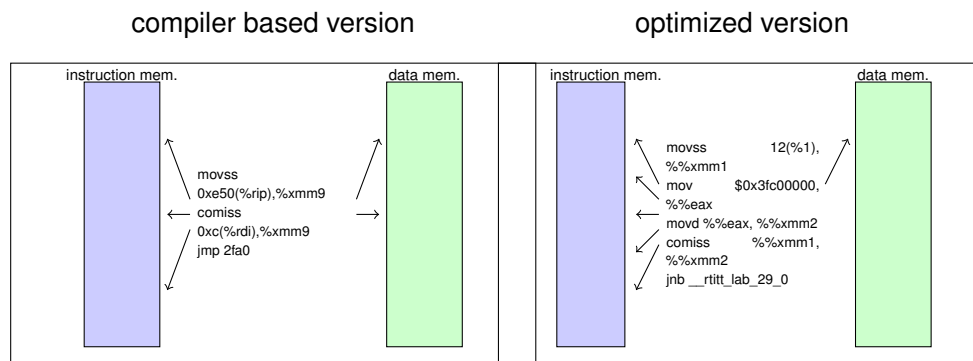 compiler based version
optimized version
instruction mem.
data mem.
movss
0xe50(%rip),%xmm9
comiss
0xc(%rdi),%xmm9
jmp 2fa0
instruction mem.
data mem.
movss 12(%1),
%%xmm1
mov $0x3fc00000,
%%eax
movd %%eax, %%xmm2
comiss %%xmm1,
%%xmm2
jnb __rtitt_lab_29_0